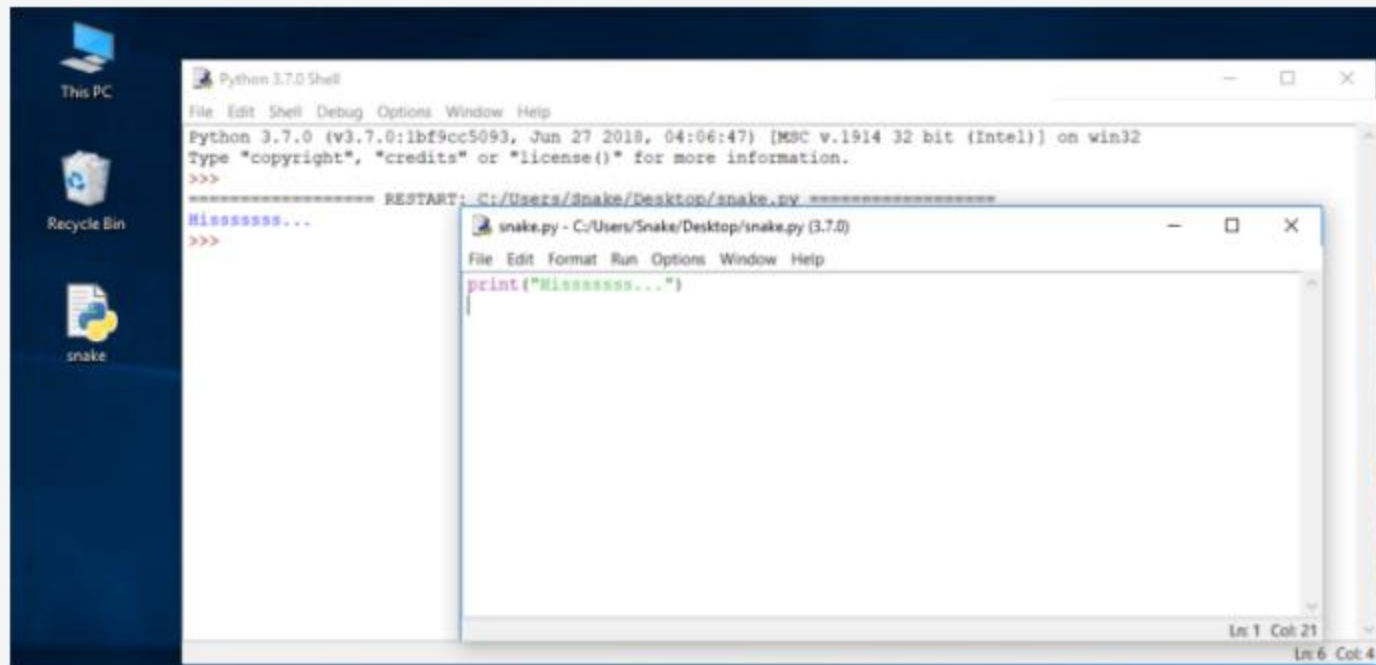 This PC
Recycle Bin
snake
Python 3.7.0 Shell
File Edit Shell Debug Options Window Help
Python 3.7.0 (v3.7.0:1bf9cc5093, Jun 27 2018, 04:06:47) [MSC v.1914 32 bit (Intel)] on win32
Type "copyright", "credits" or "license()" for more information.
>>>
================== RESTART: C:/Users/Snake/Desktop/snake.py ==================
Hisssssss...
>>>
snake.py - C:/Users/Snake/Desktop/snake.py (3.7.0)
File Edit Format Run Options Window Help
print("Hisssssss...")
Ln: 1 Col: 21
Ln: 6 Col: 4